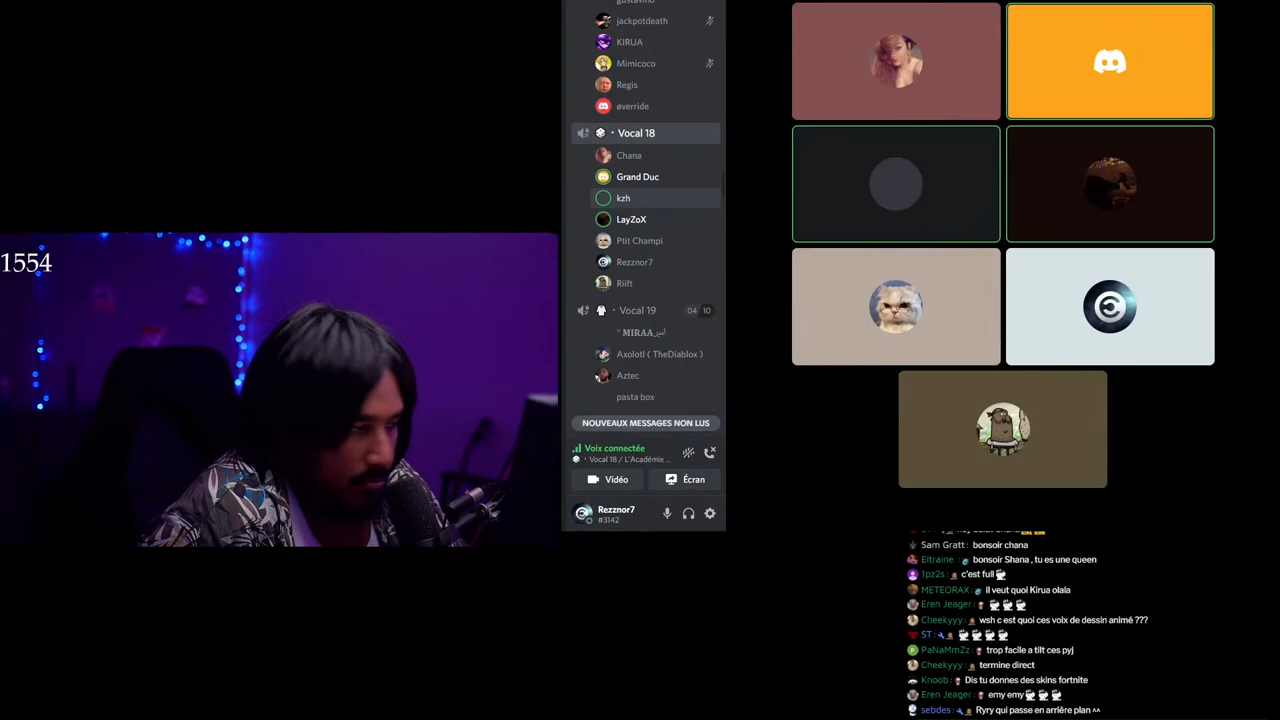 1554
gustavino
jackpotdeath
KIRUA
Mimicoco
Regis
øverride
Vocal 18
Chana
Grand Duc
kzh
LayZoX
Ptit Champi
Rezznor7
Riift
Vocal 19 04 10
" MIRAA أمير
Axolotl ( TheDiablox )
Aztec
pasta box
NOUVEAUX MESSAGES NON LUS
Voix connectée
Vocal 18 / L'Académie ...
Vidéo
Écran
Rezznor7
#3142
Sam Gratt : bonsoir chana
Eltraine : bonsoir Shana , tu es une queen
1pz2s : c'est full
METEORAX : il veut quoi Kirua olala
Eren Jeager :
Cheekyyy : wsh c est quoi ces voix de dessin animé ???
ST :
PaNaMmZz : trop facile a tilt ces pyj
Cheekyyy : termine direct
Knoob : Dis tu donnes des skins fortnite
Eren Jeager : emy emy
sebdes : Ryry qui passe en arrière plan ^^